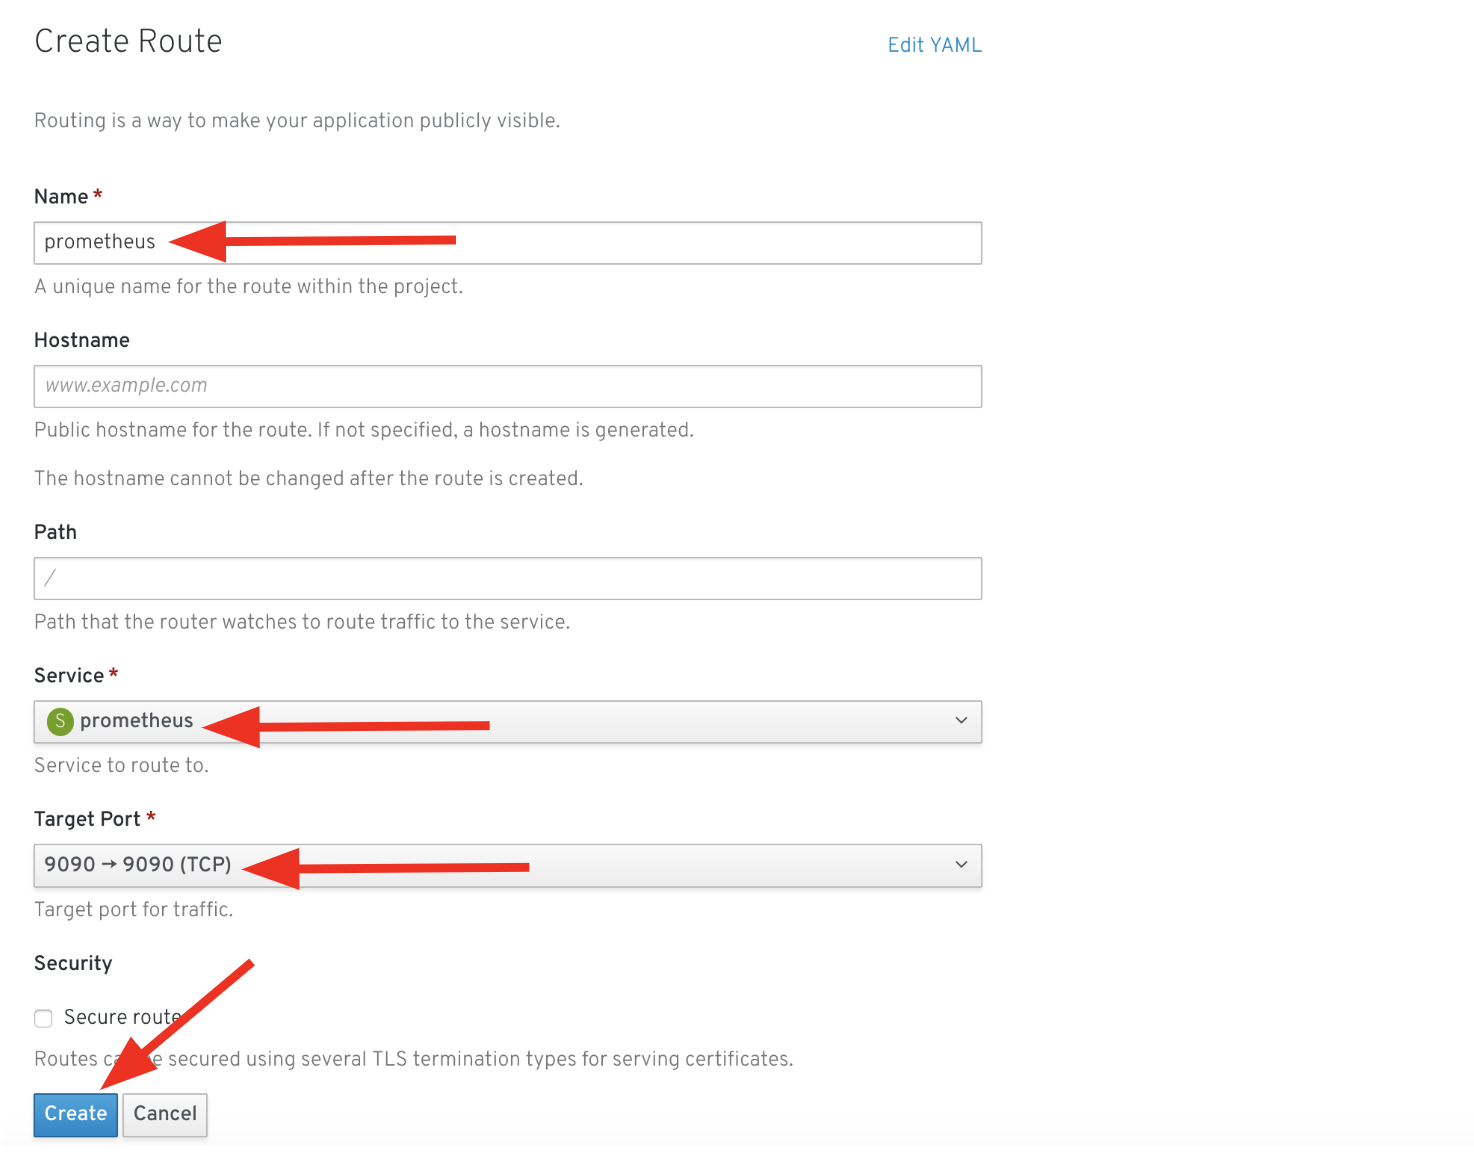 Create Route
Edit YAML
Routing is a way to make your application publicly visible.
Name *
prometheus
A unique name for the route within the project.
Hostname
www.example.com
Public hostname for the route. If not specified, a hostname is generated.
The hostname cannot be changed after the route is created.
Path
/
Path that the router watches to route traffic to the service.
Service *
S prometheus
Service to route to.
Target Port *
9090 → 9090 (TCP)
Target port for traffic.
Security
Secure route
Routes can be secured using several TLS termination types for serving certificates.
Create Cancel